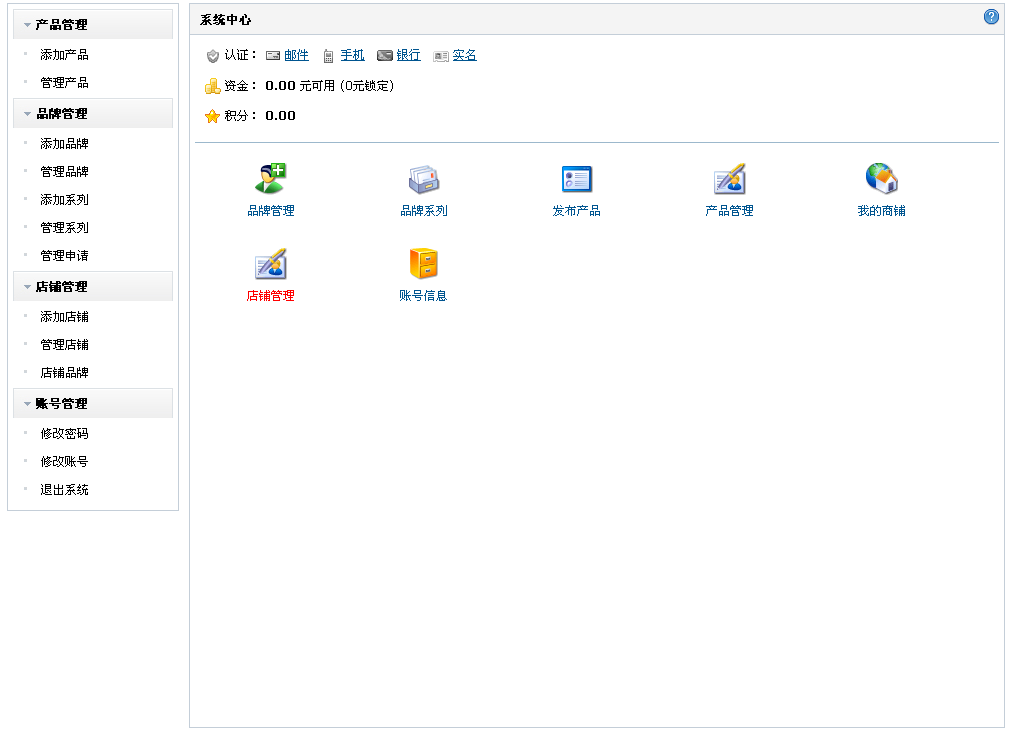 产品管理
添加产品
管理产品
品牌管理
添加品牌
管理品牌
添加系列
管理系列
管理申请
店铺管理
添加店铺
管理店铺
店铺品牌
账号管理
修改密码
修改账号
退出系统
系统中心
?
认证： 邮件 手机 银行 实名
资金： 0.00 元可用 (0元锁定)
积分： 0.00
品牌管理 品牌系列 发布产品 产品管理 我的商铺
店铺管理 账号信息